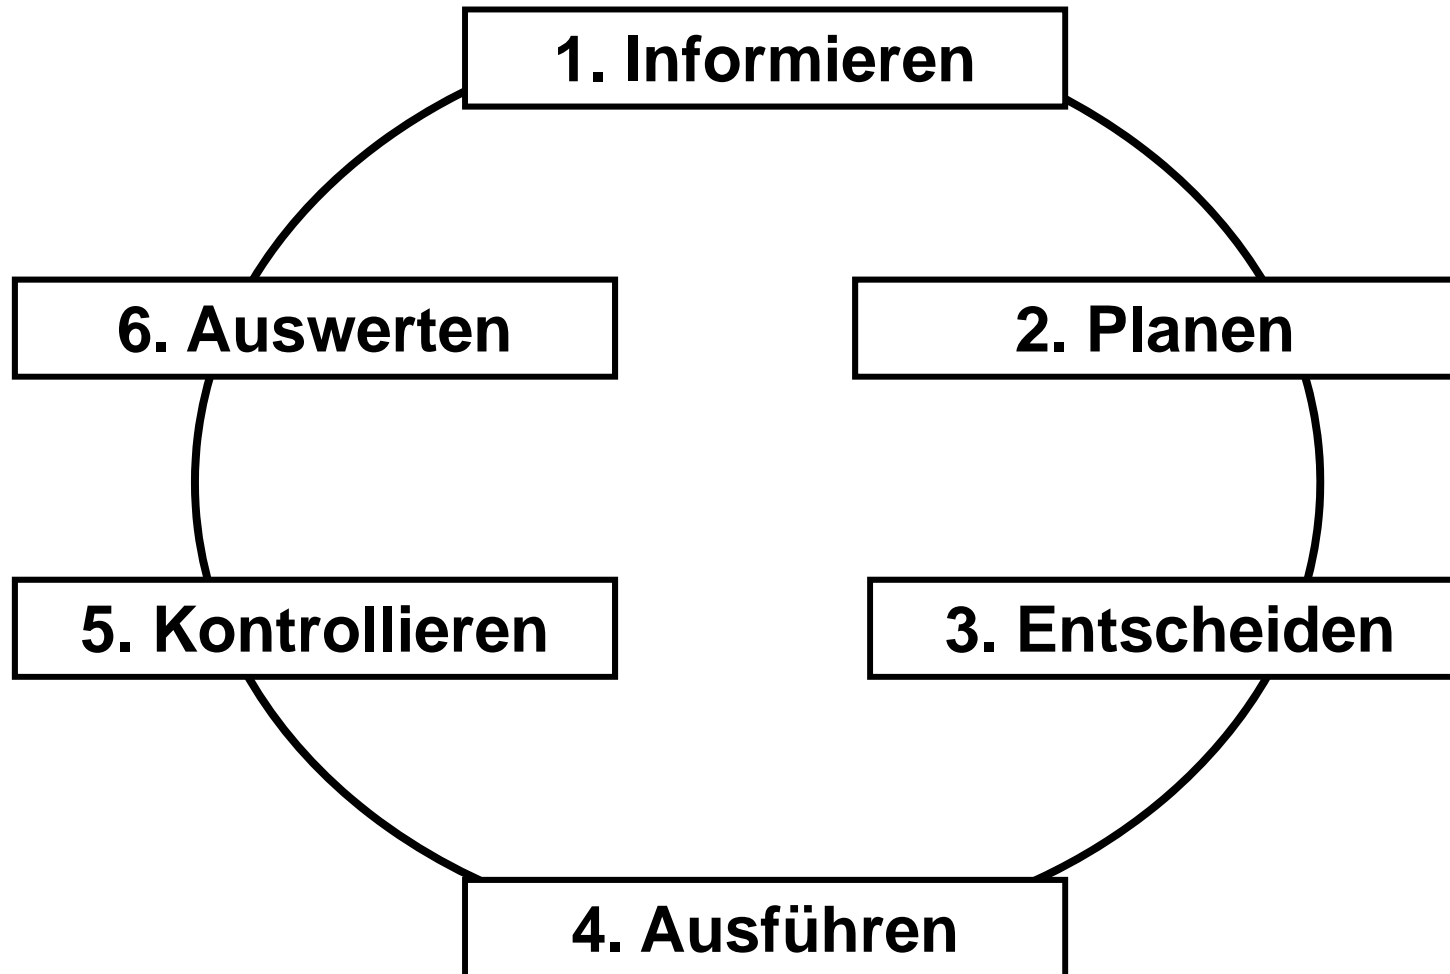 1. Informieren
2. Planen
3. Entscheiden
4. Ausführen
5. Kontrollieren
6. Auswerten